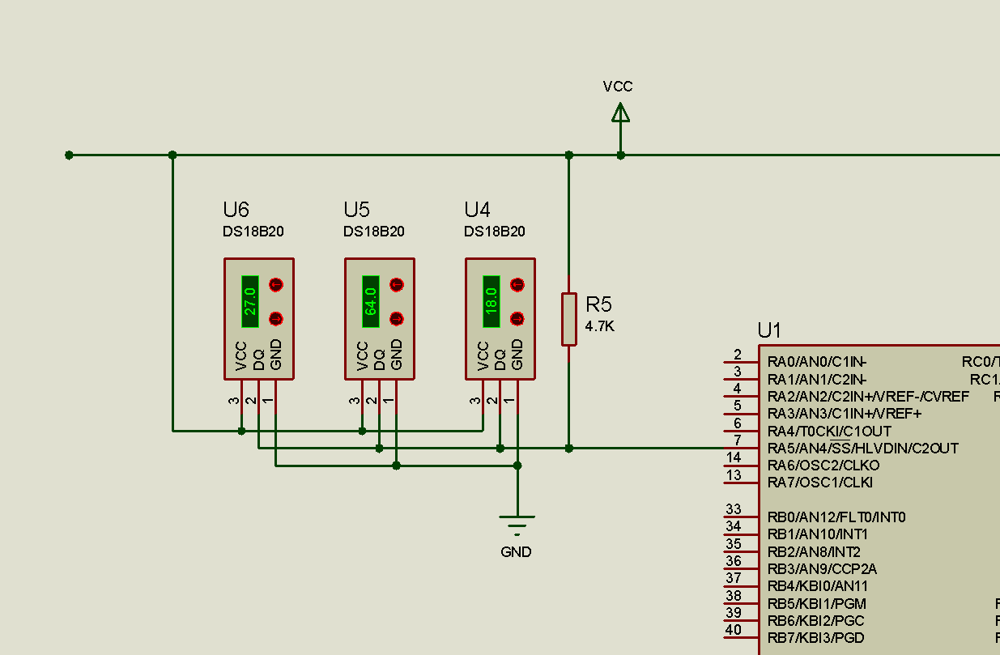 VCC
U6
DS18B20
U5
DS18B20
U4
DS18B20
27.0
64.0
18.0
VCC
DQ
GND
VCC
DQ
GND
VCC
DQ
GND
3
2
1
3
2
1
3
2
1
R5
4.7K
GND
U1
2 RA0/AN0/C1IN- RC0/T
3 RA1/AN1/C2IN- RC1/
4 RA2/AN2/C2IN+/VREF-/CVREF R
5 RA3/AN3/C1IN+/VREF+
6 RA4/T0CKI/C1OUT
7 RA5/AN4/SS/HLVDIN/C2OUT
14 RA6/OSC2/CLKO
13 RA7/OSC1/CLKI
33 RB0/AN12/FLT0/INT0
34 RB1/AN10/INT1
35 RB2/AN8/INT2
36 RB3/AN9/CCP2A
37 RB4/KBI0/AN11
38 RB5/KBI1/PGM
39 RB6/KBI2/PGC
40 RB7/KBI3/PGD